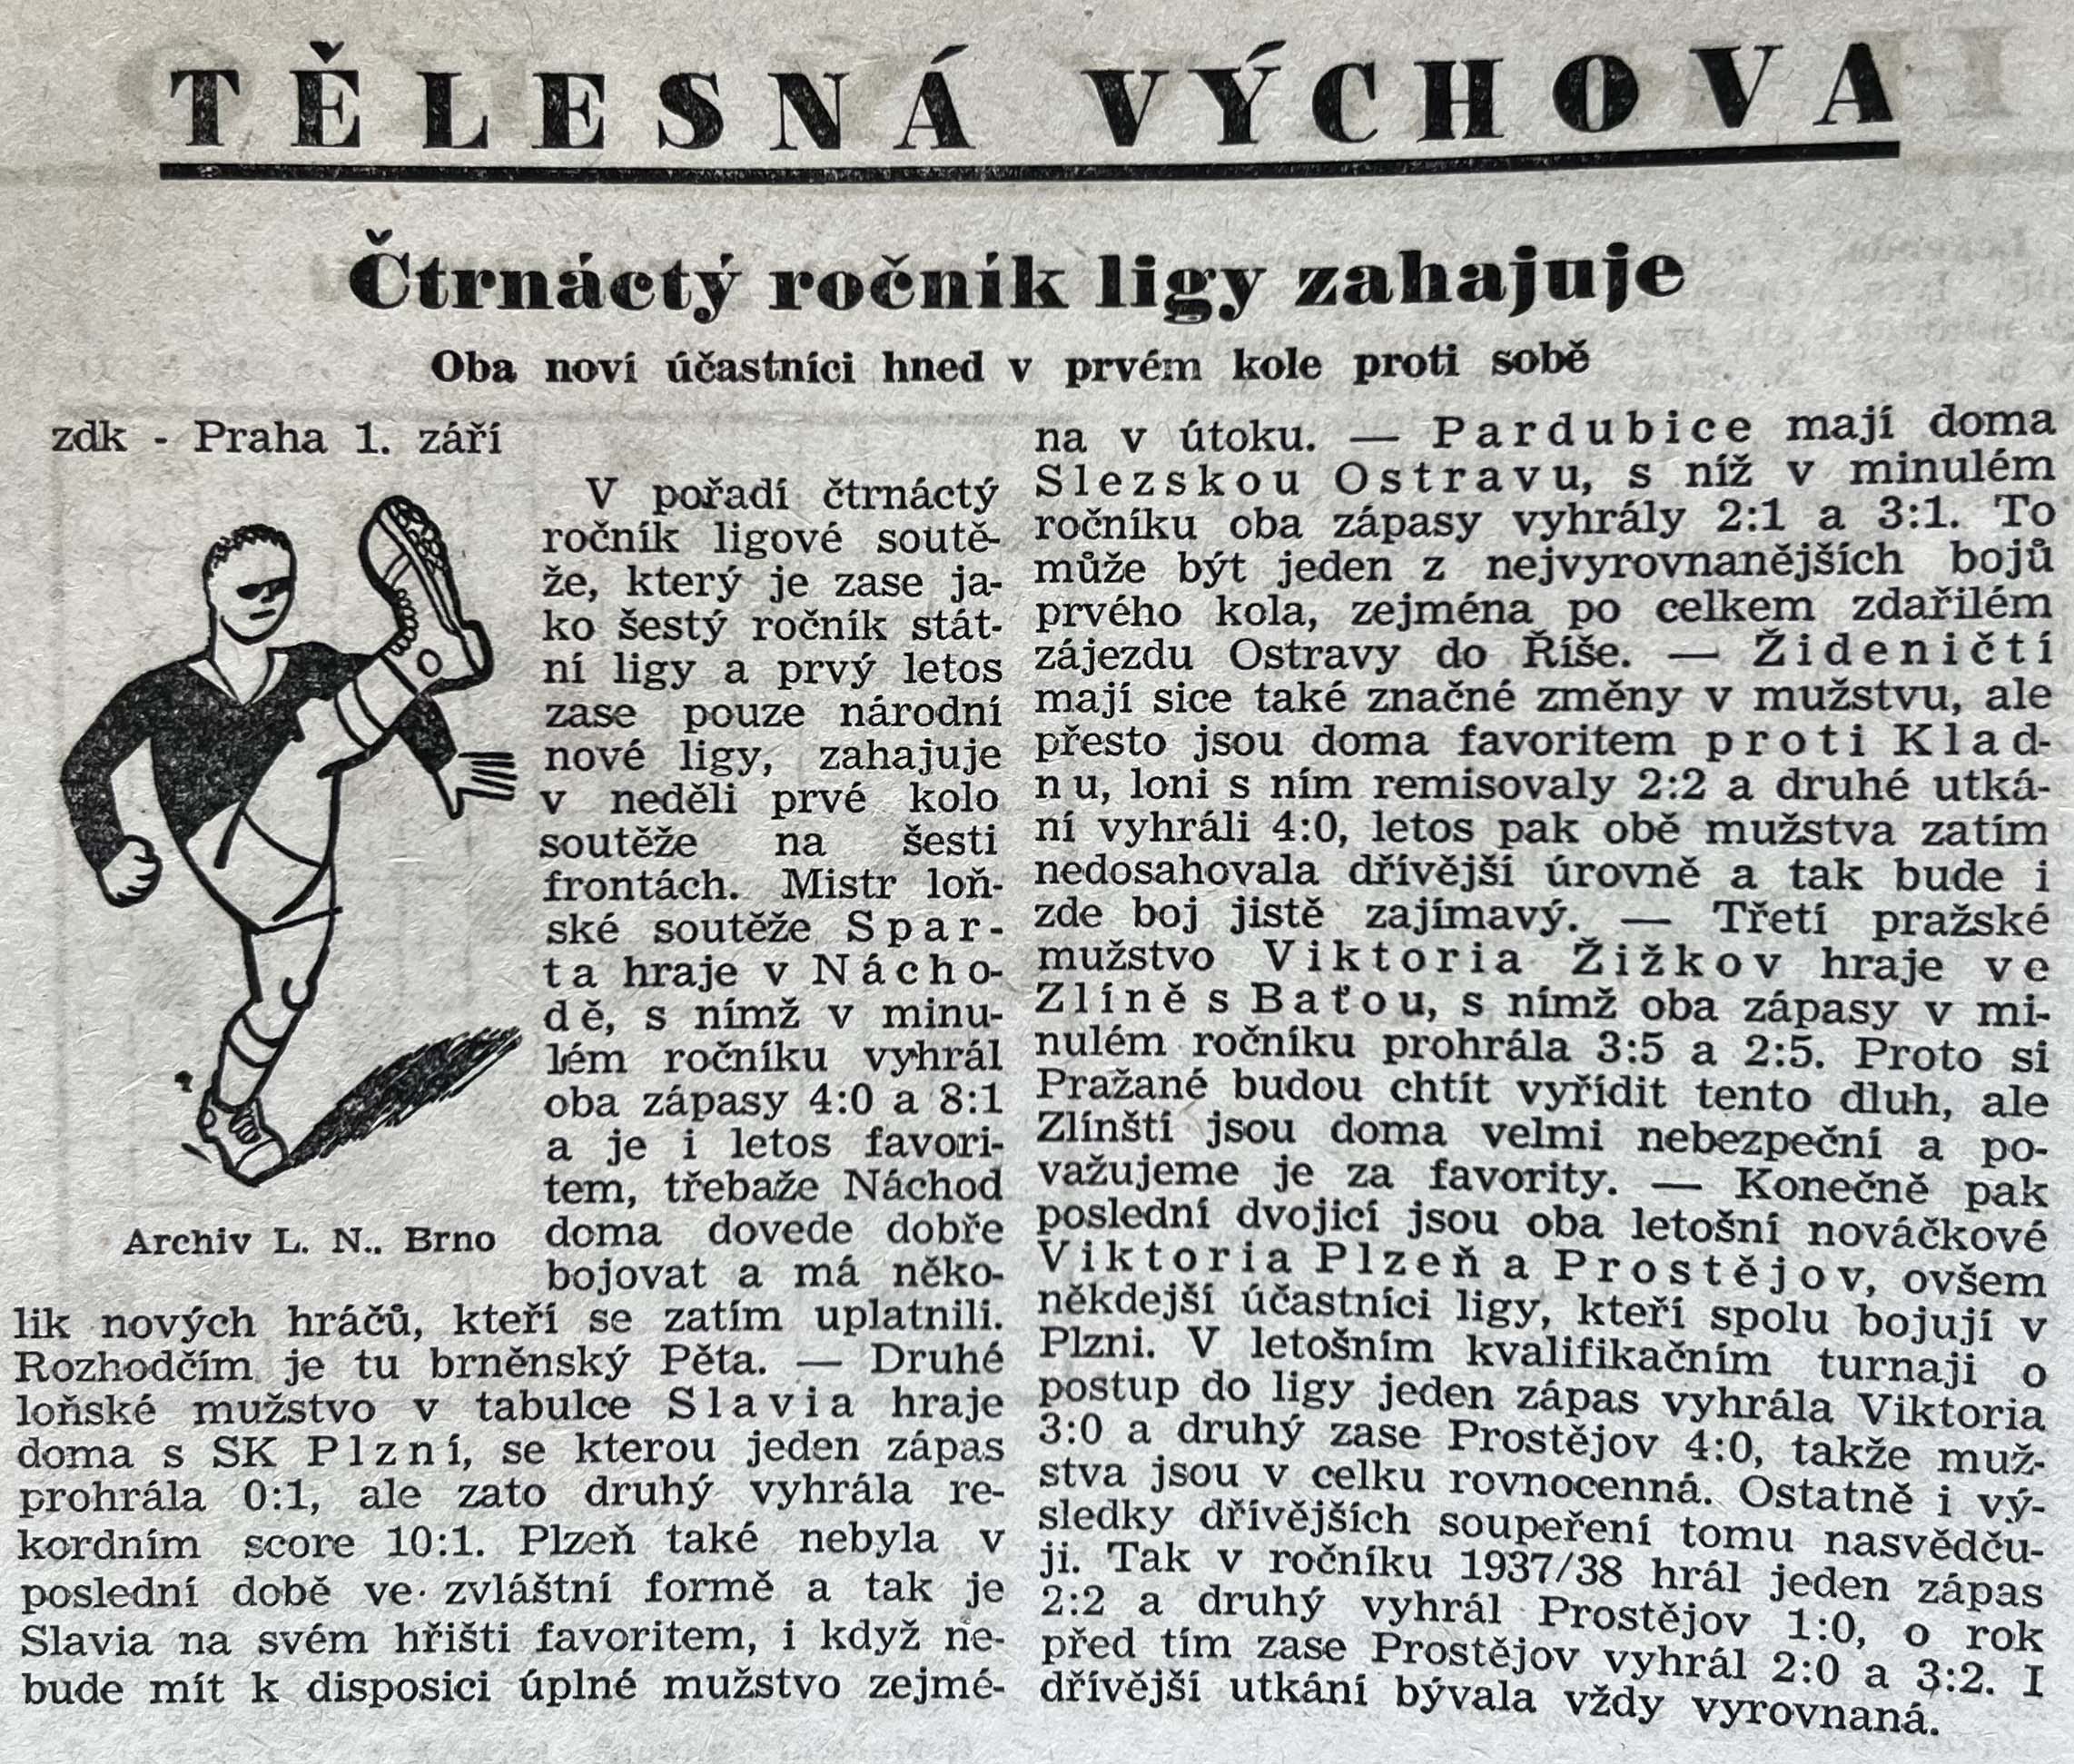 TĚLESNÁ VÝCHOVA
Čtrnáctý ročník ligy zahajuje
Oba noví účastníci hned v prvém kole proti sobě
zdk - Praha 1. září
V pořadí čtrnáctý
ročník ligové soutě-
že, který je zase ja-
ko šestý ročník stát-
ní ligy a prvý letos
zase pouze národní
nové ligy, zahajuje
v neděli prvé kolo
soutěže na šesti
frontách. Mistr loň-
ské soutěže Spar-
ta hraje v Nácho-
dě, s nímž v minu-
lém ročníku vyhrál
oba zápasy 4:0 a 8:1
a je i letos favori-
tem, třebaže Náchod
doma dovede dobře
bojovat a má něko-
Archiv L. N., Brno
lik nových hráčů, kteří se zatím uplatnili.
Rozhodčím je tu brněnský Pěta. — Druhé
loňské mužstvo v tabulce Slavia hraje
doma s SK Plzní, se kterou jeden zápas
prohrála 0:1, ale zato druhý vyhrála re-
kordním score 10:1. Plzeň také nebyla v
poslední době ve zvláštní formě a tak je
Slavia na svém hřišti favoritem, i když ne-
bude mít k disposici úplné mužstvo zejmé-
na v útoku. — Pardubice mají doma
Slezskou Ostravu, s níž v minulém
ročníku oba zápasy vyhrály 2:1 a 3:1. To
může být jeden z nejvyrovnanějších bojů
prvého kola, zejména po celkem zdařilém
zájezdu Ostravy do Říše. — Žideničtí
mají sice také značné změny v mužstvu, ale
přesto jsou doma favoritem proti Klad-
nu, loni s ním remisovaly 2:2 a druhé utká-
ní vyhráli 4:0, letos pak obě mužstva zatím
nedosahovala dřívější úrovně a tak bude i
zde boj jistě zajímavý. — Třetí pražské
mužstvo Viktoria Žižkov hraje ve
Zlíně s Baťou, s nímž oba zápasy v mi-
nulém ročníku prohrála 3:5 a 2:5. Proto si
Pražané budou chtít vyřídit tento dluh, ale
Zlínští jsou doma velmi nebezpeční a po-
važujeme je za favority. — Konečně pak
poslední dvojicí jsou oba letošní nováčkové
Viktoria Plzeň a Prostějov, ovšem
někdejší účastníci ligy, kteří spolu bojují v
Plzni. V letošním kvalifikačním turnaji o
postup do ligy jeden zápas vyhrála Viktoria
3:0 a druhý zase Prostějov 4:0, takže muž-
stva jsou v celku rovnocenná. Ostatně i vý-
sledky dřívějších soupeření tomu nasvědču-
ji. Tak v ročníku 1937/38 hrál jeden zápas
2:2 a druhý vyhrál Prostějov 1:0, o rok
před tím zase Prostějov vyhrál 2:0 a 3:2. I
dřívější utkání bývala vždy vyrovnaná.